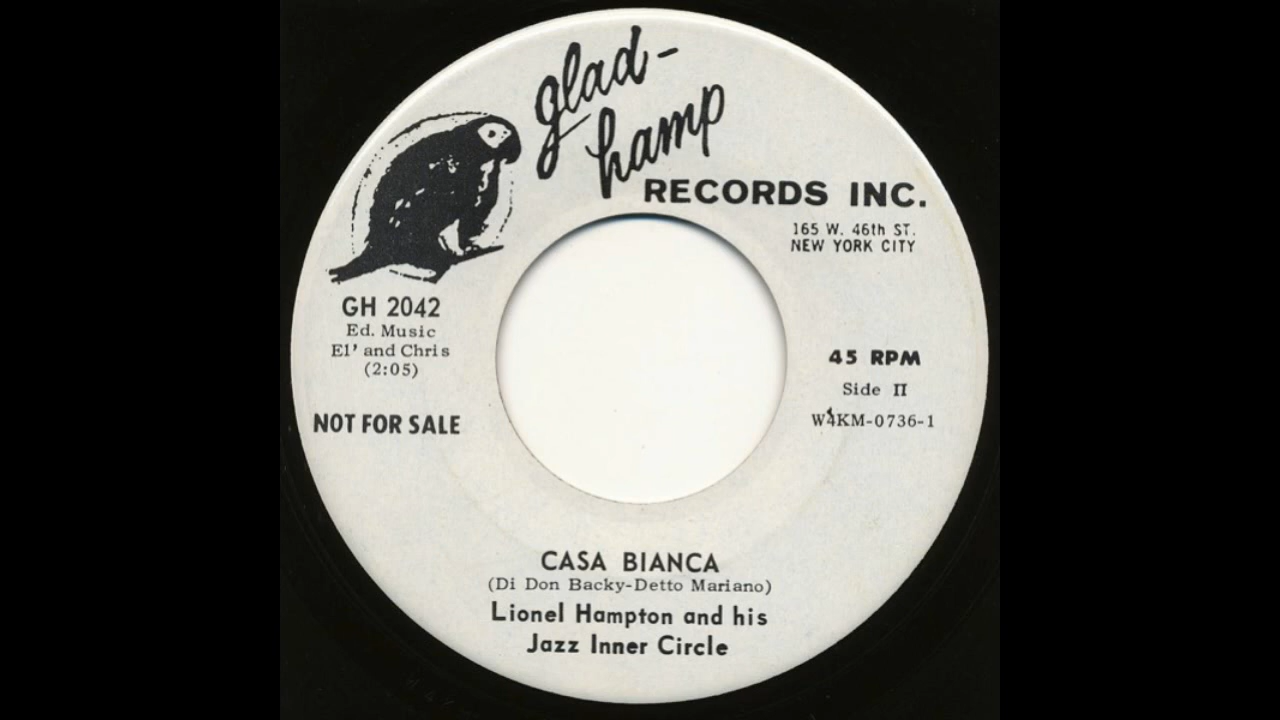 glad-
hamp
RECORDS INC.
165 W. 46th ST.
NEW YORK CITY
GH 2042
Ed. Music
El' and Chris
(2:05)
NOT FOR SALE
45 RPM
Side II
W4KM-0736-1
CASA BIANCA
(Di Don Backy-Detto Mariano)
Lionel Hampton and his
Jazz Inner Circle